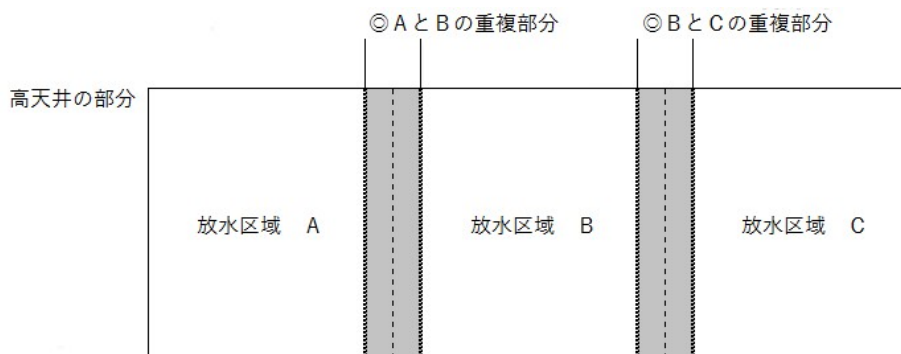 ◎ＡとＢの重複部分
◎ＢとＣの重複部分
高天井の部分
放水区域　A
放水区域　B
放水区域　C